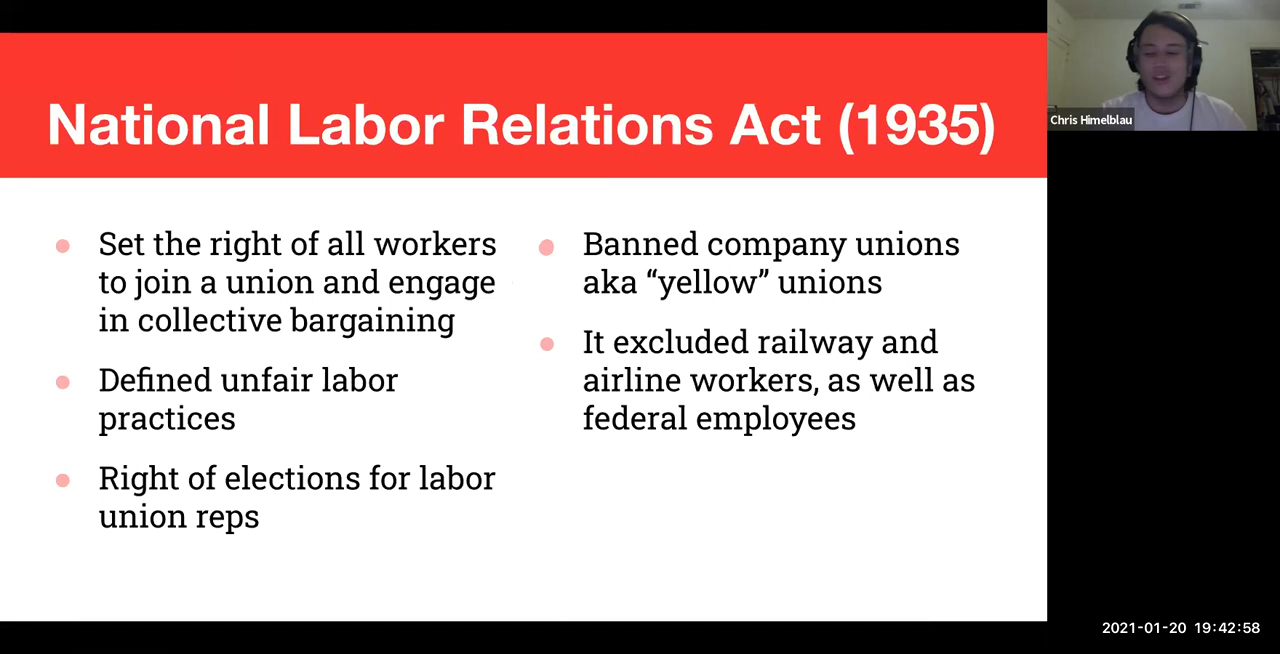 National Labor Relations Act (1935)
Set the right of all workers
to join a union and engage
in collective bargaining
Defined unfair labor
practices
Right of elections for labor
union reps
Banned company unions
aka “yellow” unions
It excluded railway and
airline workers, as well as
federal employees
Chris Himelblau
2021-01-20 19:42:58